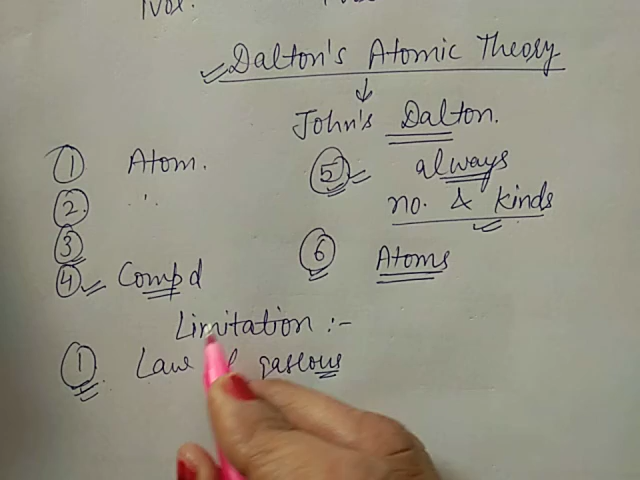 Dalton's Atomic Theory
John's Dalton.
① Atom.
②
③
④ Compd
⑤ always
no. & kinds
⑥ Atoms
Limitation :-
① Law gaseous